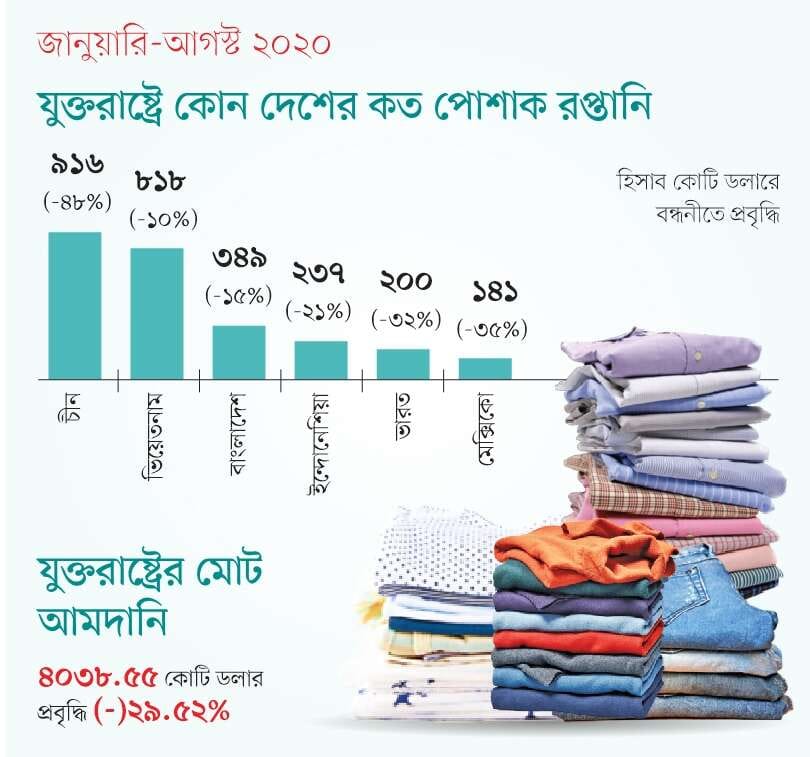 জানুয়ারি-আগস্ট ২০২০
যুক্তরাষ্ট্রে কোন দেশের কত পোশাক রপ্তানি
হিসাব কোটি ডলারে
বন্ধনীতে প্রবৃদ্ধি
৯১৬
(-৪৮%)
৮১৮
(-১০%)
৩৪৯
(-১৫%)
২৩৭
(-২১%)
২০০
(-৩২%)
১৪১
(-৩৫%)
চীন
ভিয়েতনাম
বাংলাদেশ
ইন্দোনেশিয়া
ভারত
মেক্সিকো
যুক্তরাষ্ট্রের মোট
আমদানি
৪০৩৮.৫৫ কোটি ডলার
প্রবৃদ্ধি (-)২৯.৫২%